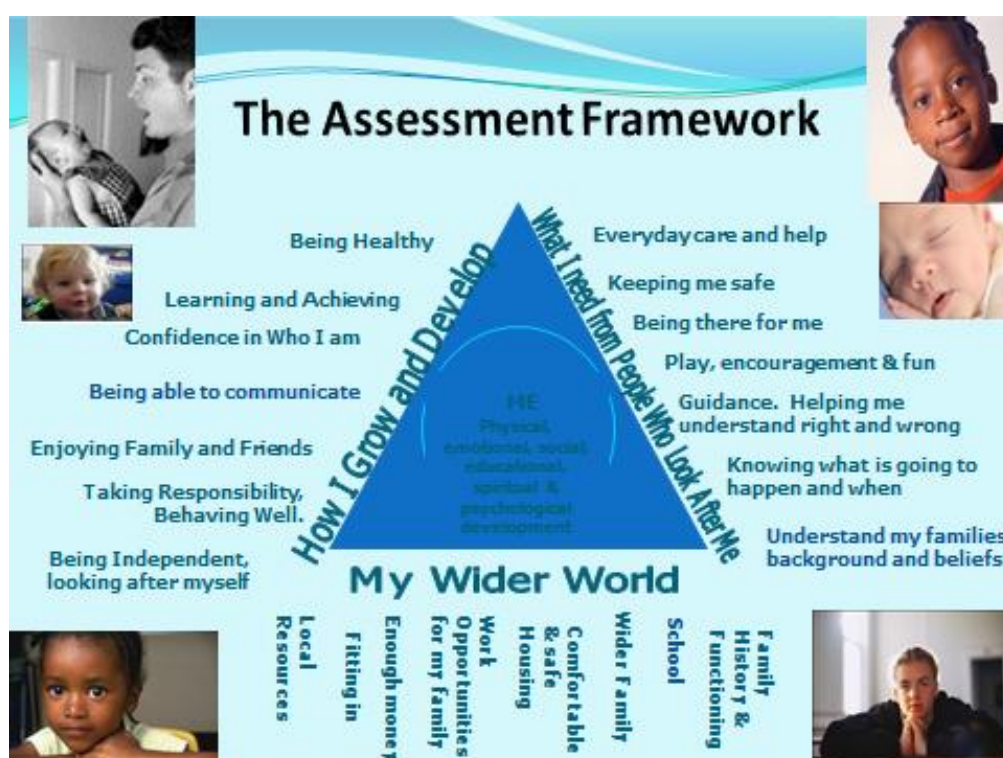 The Assessment Framework
Being Healthy
Learning and Achieving
Confidence in Who I am
Being able to communicate
Enjoying Family and Friends
Taking Responsibility,
Behaving Well.
Being Independent,
looking after myself
How I Grow and Develop
What I need from People Who Look After Me
Everyday care and help
Keeping me safe
Being there for me
Play, encouragement & fun
Guidance. Helping me
understand right and wrong
Knowing what is going to
happen and when
Understand my families
background and beliefs
ME
Physical,
emotional, social,
educational,
spiritual &
psychological
development
My Wider World
Local
Resources
Fitting in
Enough money
Work
Opportunities
for my family
Comfortable
& safe
Housing
Wider Family
School
Family
History &
Functioning